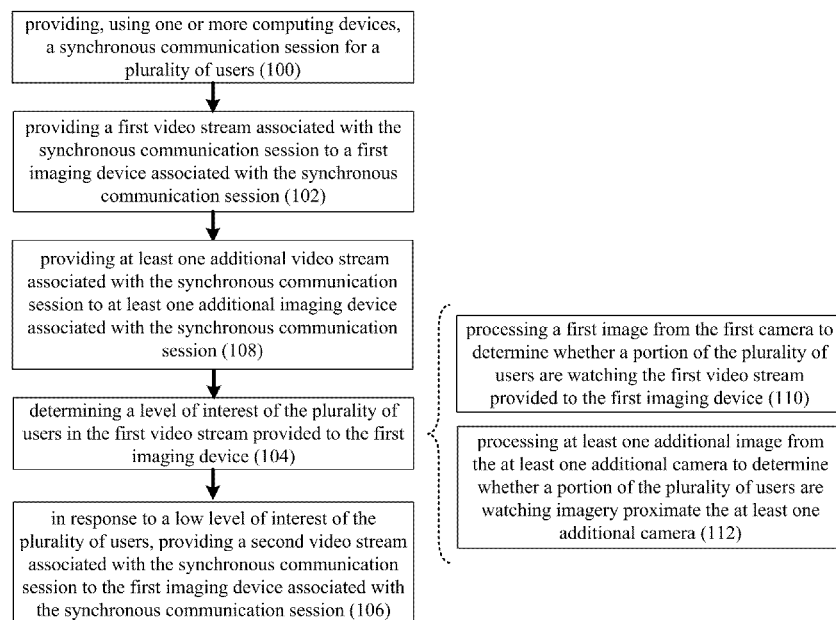 providing, using one or more computing devices,
a synchronous communication session for a
plurality of users (100)
providing a first video stream associated with the
synchronous communication session to a first
imaging device associated with the synchronous
communication session (102)
providing at least one additional video stream
associated with the synchronous communication
session to at least one additional imaging device
associated with the synchronous communication
session (108)
determining a level of interest of the plurality of
users in the first video stream provided to the first
imaging device (104)
in response to a low level of interest of the
plurality of users, providing a second video stream
associated with the synchronous communication
session to the first imaging device associated with
the synchronous communication session (106)
processing a first image from the first camera to
determine whether a portion of the plurality of
users are watching the first video stream
provided to the first imaging device (110)
processing at least one additional image from
the at least one additional camera to determine
whether a portion of the plurality of users are
watching imagery proximate the at least one
additional camera (112)